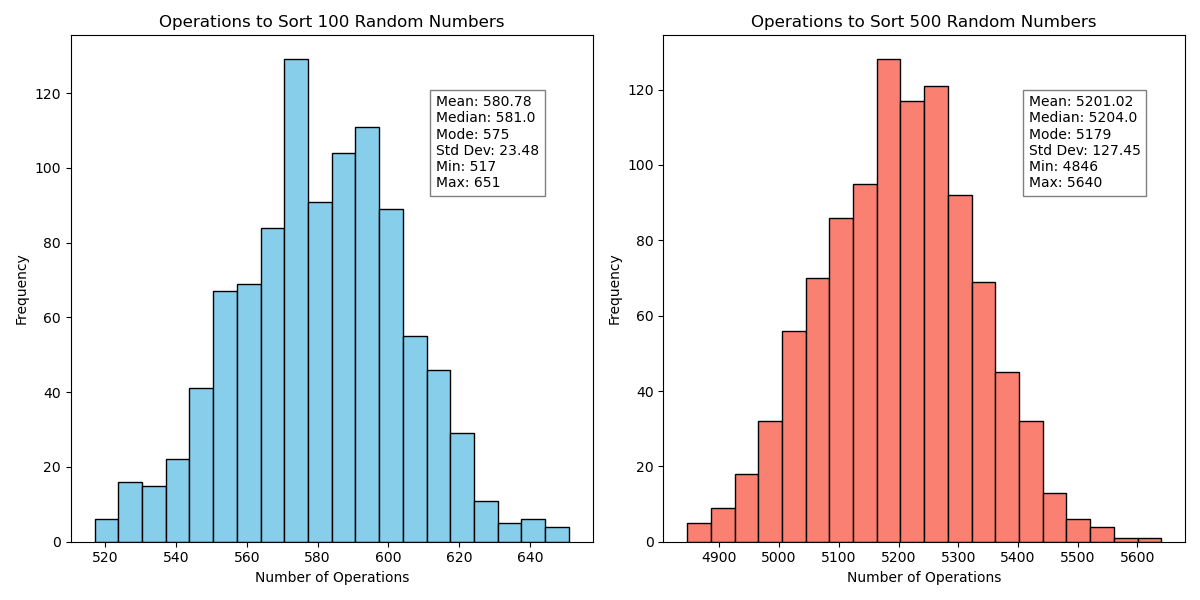 Operations to Sort 100 Random Numbers
Frequency
120
100
80
60
40
20
0
Mean: 580.78
Median: 581.0
Mode: 575
Std Dev: 23.48
Min: 517
Max: 651
520 540 560 580 600 620 640
Number of Operations
Operations to Sort 500 Random Numbers
Frequency
120
100
80
60
40
20
0
Mean: 5201.02
Median: 5204.0
Mode: 5179
Std Dev: 127.45
Min: 4846
Max: 5640
4900 5000 5100 5200 5300 5400 5500 5600
Number of Operations